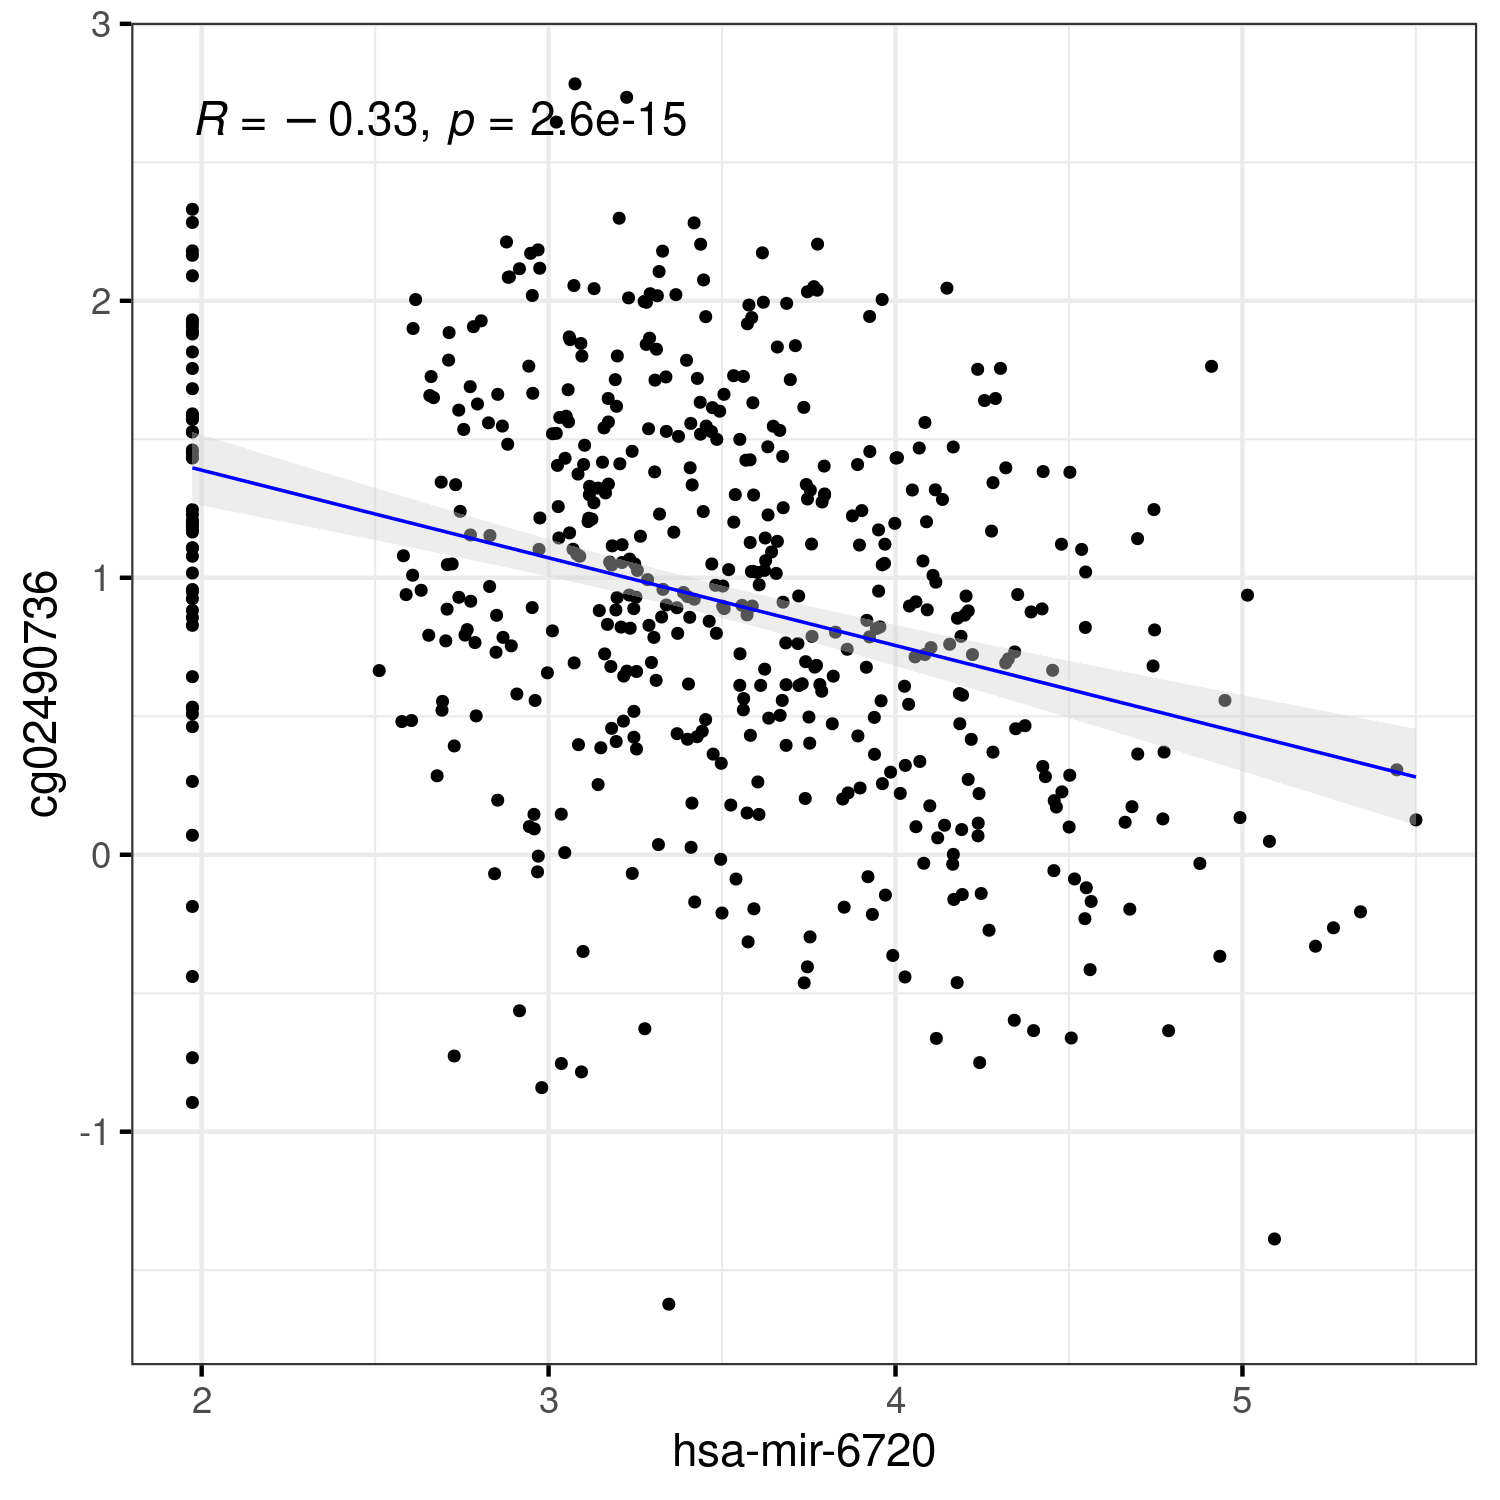 3
R = − 0.33, p = 2.6e-15
2
1
0
-1
cg02490736
2 3 4 5
hsa-mir-6720